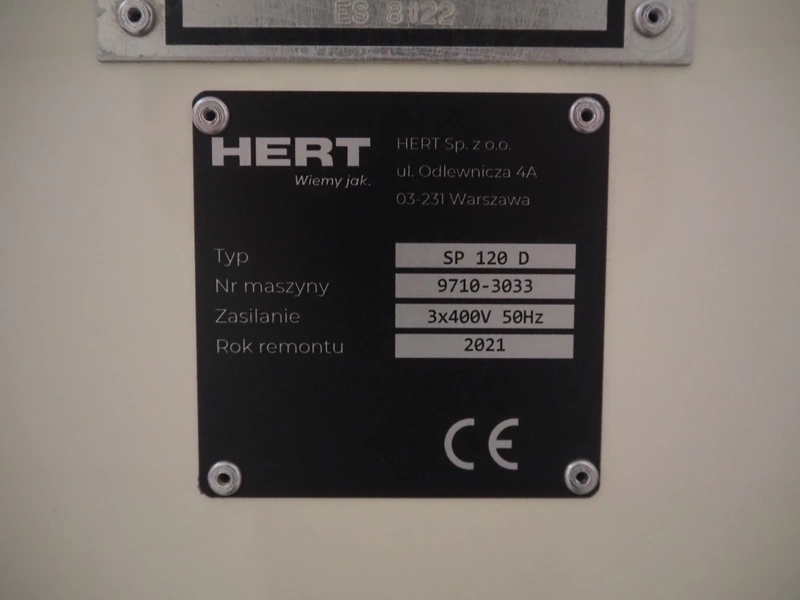 ES 8122
HERT
Wiemy jak.
HERT Sp. z o.o.
ul. Odlewnicza 4A
03-231 Warszawa
Typ SP 120 D
Nr maszyny 9710-3033
Zasilanie 3x400V 50Hz
Rok remontu 2021
CE